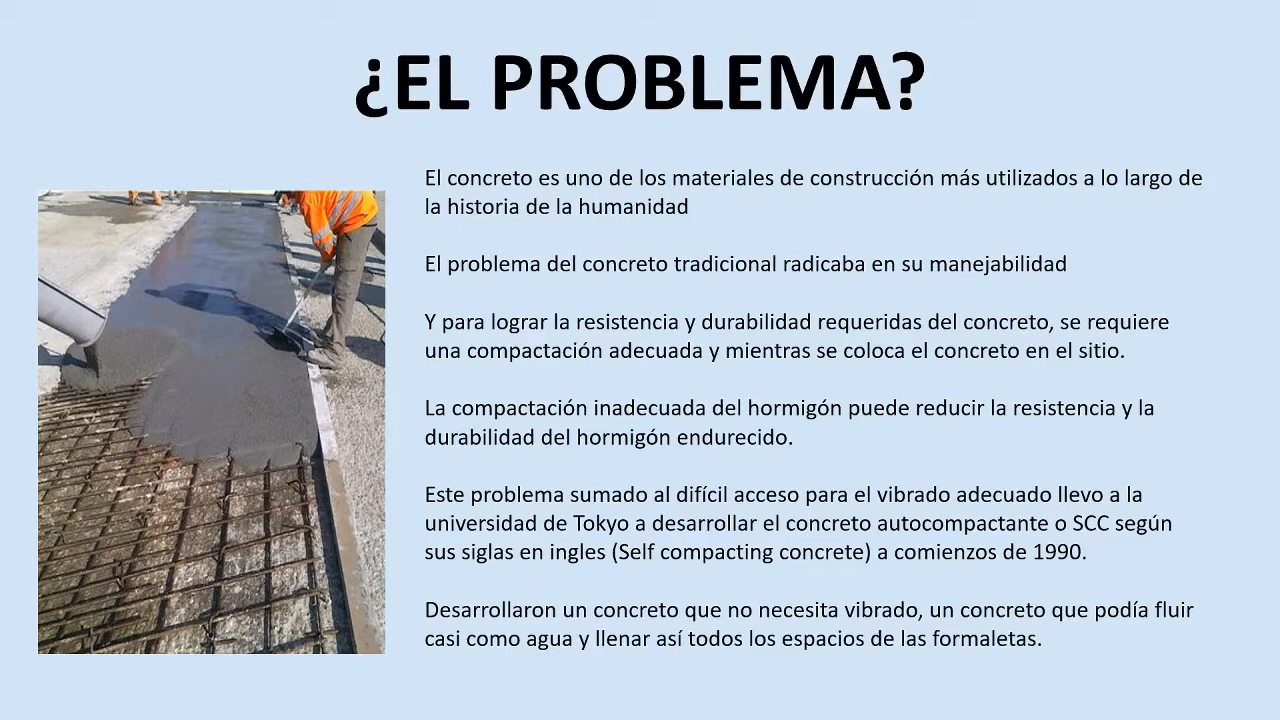 ¿EL PROBLEMA?
El concreto es uno de los materiales de construcción más utilizados a lo largo de
la historia de la humanidad
El problema del concreto tradicional radicaba en su manejabilidad
Y para lograr la resistencia y durabilidad requeridas del concreto, se requiere
una compactación adecuada y mientras se coloca el concreto en el sitio.
La compactación inadecuada del hormigón puede reducir la resistencia y la
durabilidad del hormigón endurecido.
Este problema sumado al difícil acceso para el vibrado adecuado llevo a la
universidad de Tokyo a desarrollar el concreto autocompactante o SCC según
sus siglas en ingles (Self compacting concrete) a comienzos de 1990.
Desarrollaron un concreto que no necesita vibrado, un concreto que podía fluir
casi como agua y llenar así todos los espacios de las formaletas.